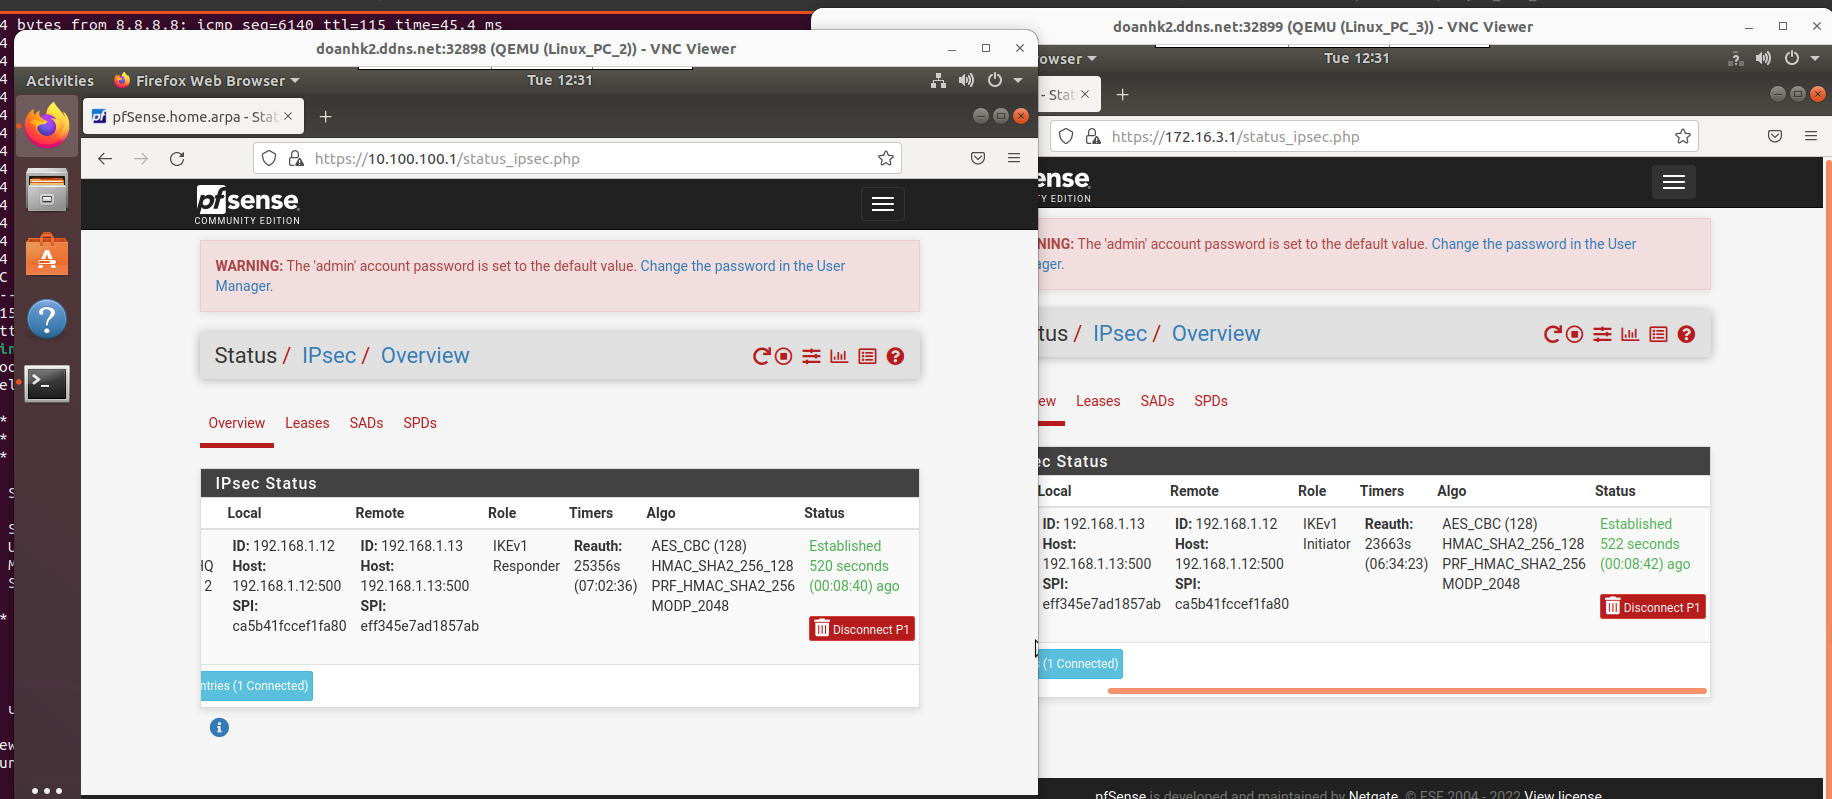 4 bytes from 8.8.8.8: icmp_seq=6140 ttl=115 time=45.4 ms
doanhk2.ddns.net:32898 (QEMU (Linux_PC_2)) - VNC Viewer
Activities
Firefox Web Browser
Tue 12:31
pfSense.home.arpa - Stat
https://10.100.100.1/status_ipsec.php
pfsense
COMMUNITY EDITION
WARNING: The 'admin' account password is set to the default value. Change the password in the User
Manager.
Status / IPsec / Overview
Overview Leases SADs SPDs
IPsec Status
Local Remote Role Timers Algo Status
HQ
2
ID: 192.168.1.12
Host:
192.168.1.12:500
SPI:
ca5b41fccef1fa80
ID: 192.168.1.13
Host:
192.168.1.13:500
SPI:
eff345e7ad1857ab
IKEv1
Responder
Reauth:
25356s
(07:02:36)
AES_CBC (128)
HMAC_SHA2_256_128
PRF_HMAC_SHA2_256
MODP_2048
Established
520 seconds
(00:08:40) ago
Disconnect P1
ntries (1 Connected)
doanhk2.ddns.net:32899 (QEMU (Linux_PC_3)) - VNC Viewer
owser
Tue 12:31
- Stat
https://172.16.3.1/status_ipsec.php
ense
Y EDITION
NING: The 'admin' account password is set to the default value. Change the password in the User
ager.
tus / IPsec / Overview
ew Leases SADs SPDs
ec Status
Local Remote Role Timers Algo Status
ID: 192.168.1.13
Host:
192.168.1.13:500
SPI:
eff345e7ad1857ab
ID: 192.168.1.12
Host:
192.168.1.12:500
SPI:
ca5b41fccef1fa80
IKEv1
Initiator
Reauth:
23663s
(06:34:23)
AES_CBC (128)
HMAC_SHA2_256_128
PRF_HMAC_SHA2_256
MODP_2048
Established
522 seconds
(00:08:42) ago
Disconnect P1
s (1 Connected)
pfSense is developed and maintained by Netgate. © ESF 2004 - 2022 View license.